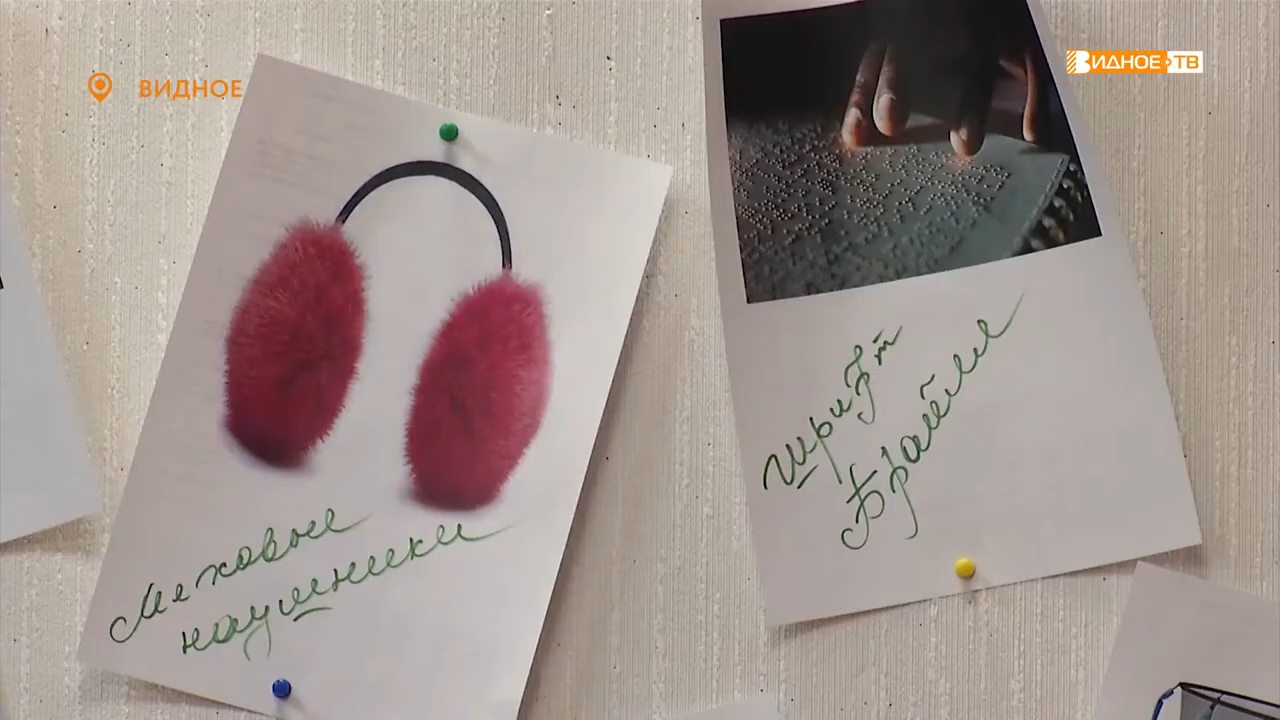 ВИДНОЕ
ВИДНОЕ ТВ
Меховые
наушники
Шрифт
Брайля